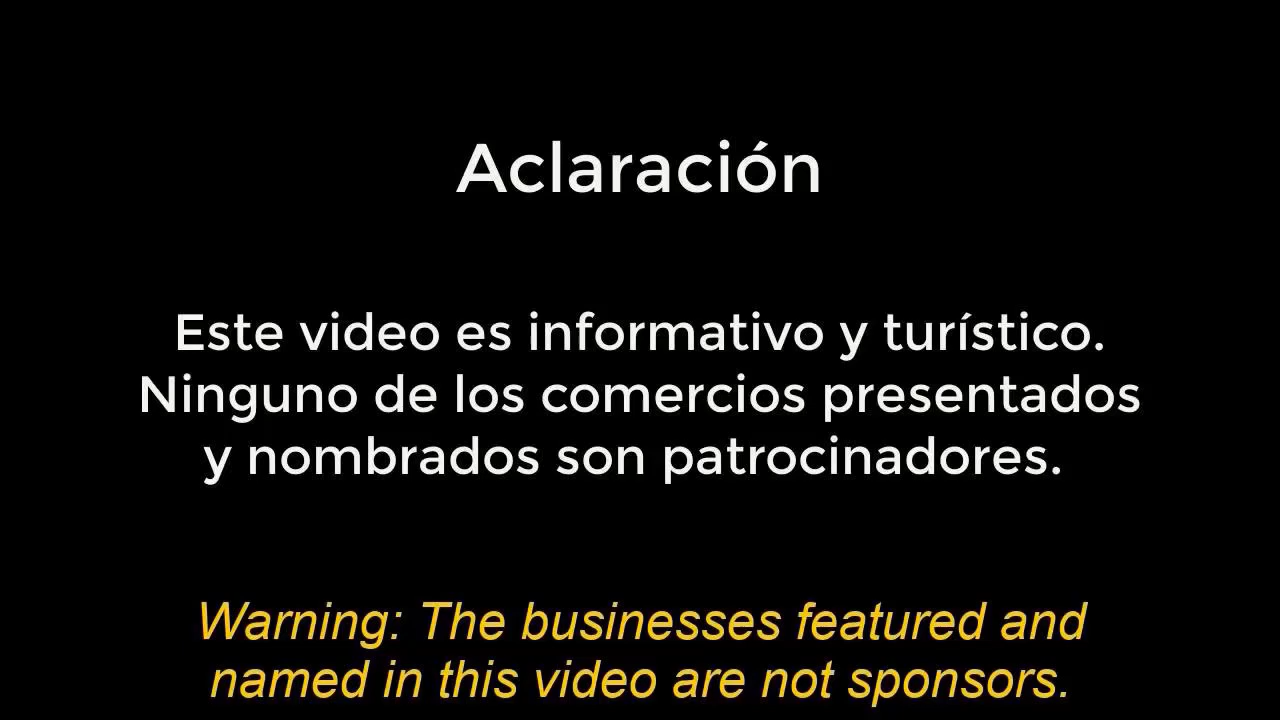 Aclaración
Este video es informativo y turístico.
Ninguno de los comercios presentados
y nombrados son patrocinadores.
Warning: The businesses featured and
named in this video are not sponsors.